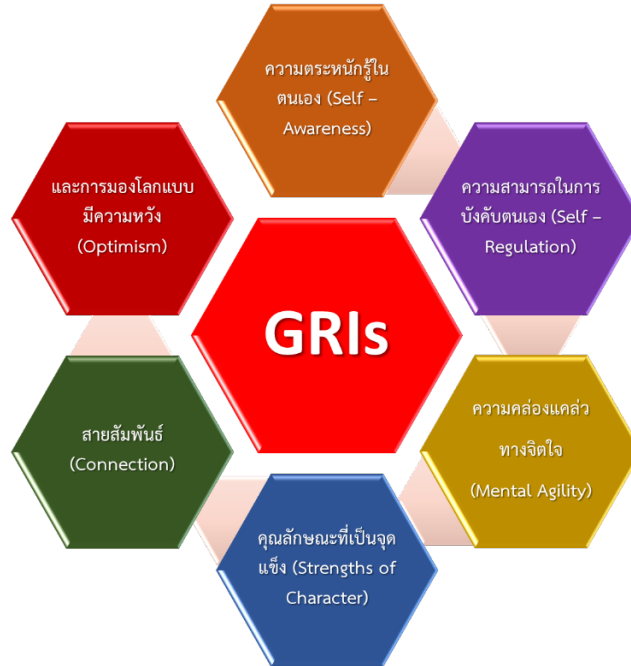 ความตระหนักรู้ใน
ตนเอง (Self –
Awareness)
ความสามารถในการ
บังคับตนเอง (Self –
Regulation)
ความคล่องแคล่ว
ทางจิตใจ
(Mental Agility)
คุณลักษณะที่เป็นจุด
แข็ง (Strengths of
Character)
สายสัมพันธ์
(Connection)
และการมองโลกแบบ
มีความหวัง
(Optimism)
GRIs